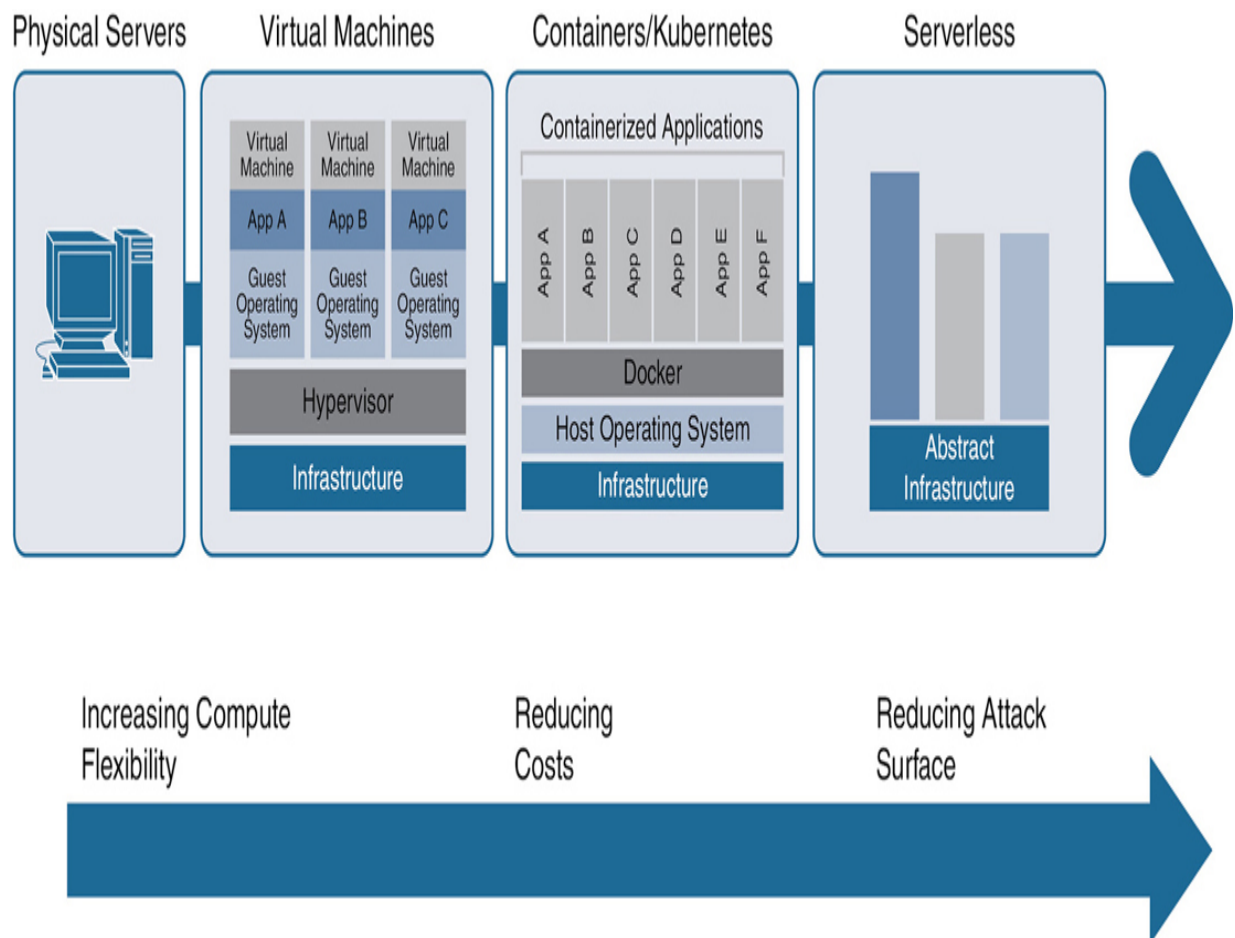 Physical Servers
Virtual Machines
Containers/Kubernetes
Serverless
Virtual
Machine
Virtual
Machine
Virtual
Machine
App A
App B
App C
Guest
Operating
System
Guest
Operating
System
Guest
Operating
System
Hypervisor
Infrastructure
Containerized Applications
App A
App B
App C
App D
App E
App F
Docker
Host Operating System
Infrastructure
Abstract
Infrastructure
Increasing Compute
Flexibility
Reducing
Costs
Reducing Attack
Surface